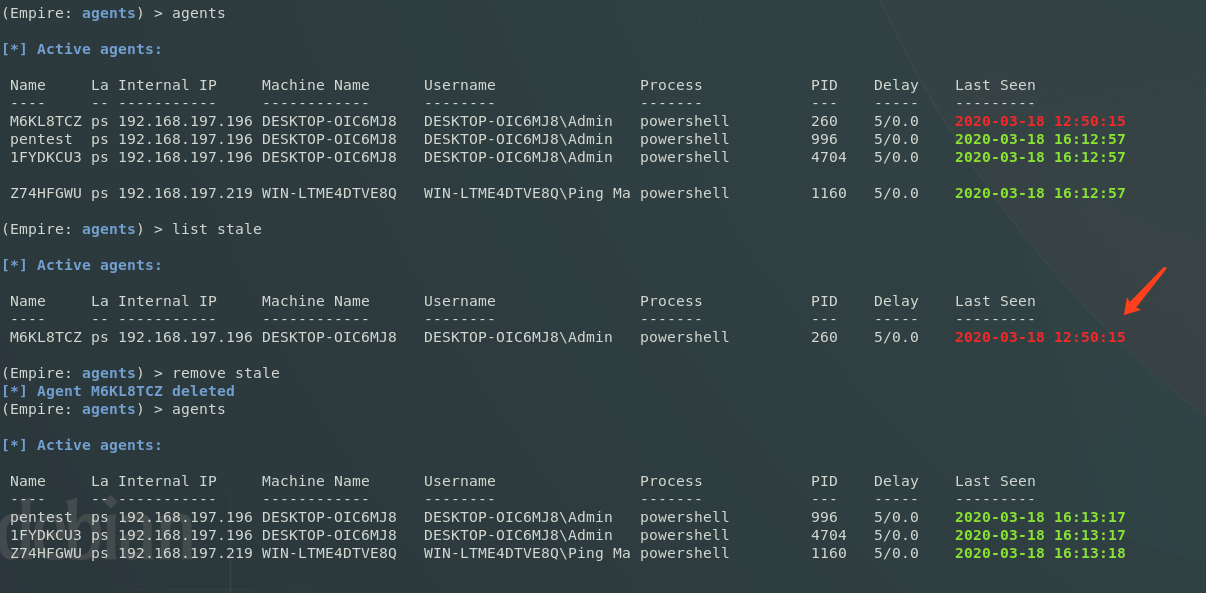 (Empire: agents) > agents
[*] Active agents:
Name     La Internal IP     Machine Name      Username                Process            PID    Delay    Last Seen
----     -- -----------     ------------      --------                -------            ---    -----    ---------
M6KL8TCZ ps 192.168.197.196 DESKTOP-OIC6MJ8   DESKTOP-OIC6MJ8\Admin   powershell         260    5/0.0    2020-03-18 12:50:15
pentest  ps 192.168.197.196 DESKTOP-OIC6MJ8   DESKTOP-OIC6MJ8\Admin   powershell         996    5/0.0    2020-03-18 16:12:57
1FYDKCU3 ps 192.168.197.196 DESKTOP-OIC6MJ8   DESKTOP-OIC6MJ8\Admin   powershell         4704   5/0.0    2020-03-18 16:12:57
Z74HFGWU ps 192.168.197.219 WIN-LTME4DTVE8Q   WIN-LTME4DTVE8Q\Ping Ma powershell         1160   5/0.0    2020-03-18 16:12:57
(Empire: agents) > list stale
[*] Active agents:
Name     La Internal IP     Machine Name      Username                Process            PID    Delay    Last Seen
----     -- -----------     ------------      --------                -------            ---    -----    ---------
M6KL8TCZ ps 192.168.197.196 DESKTOP-OIC6MJ8   DESKTOP-OIC6MJ8\Admin   powershell         260    5/0.0    2020-03-18 12:50:15
(Empire: agents) > remove stale
[*] Agent M6KL8TCZ deleted
(Empire: agents) > agents
[*] Active agents:
Name     La Internal IP     Machine Name      Username                Process            PID    Delay    Last Seen
----     -- -----------     ------------      --------                -------            ---    -----    ---------
pentest  ps 192.168.197.196 DESKTOP-OIC6MJ8   DESKTOP-OIC6MJ8\Admin   powershell         996    5/0.0    2020-03-18 16:13:17
1FYDKCU3 ps 192.168.197.196 DESKTOP-OIC6MJ8   DESKTOP-OIC6MJ8\Admin   powershell         4704   5/0.0    2020-03-18 16:13:17
Z74HFGWU ps 192.168.197.219 WIN-LTME4DTVE8Q   WIN-LTME4DTVE8Q\Ping Ma powershell         1160   5/0.0    2020-03-18 16:13:18
debian